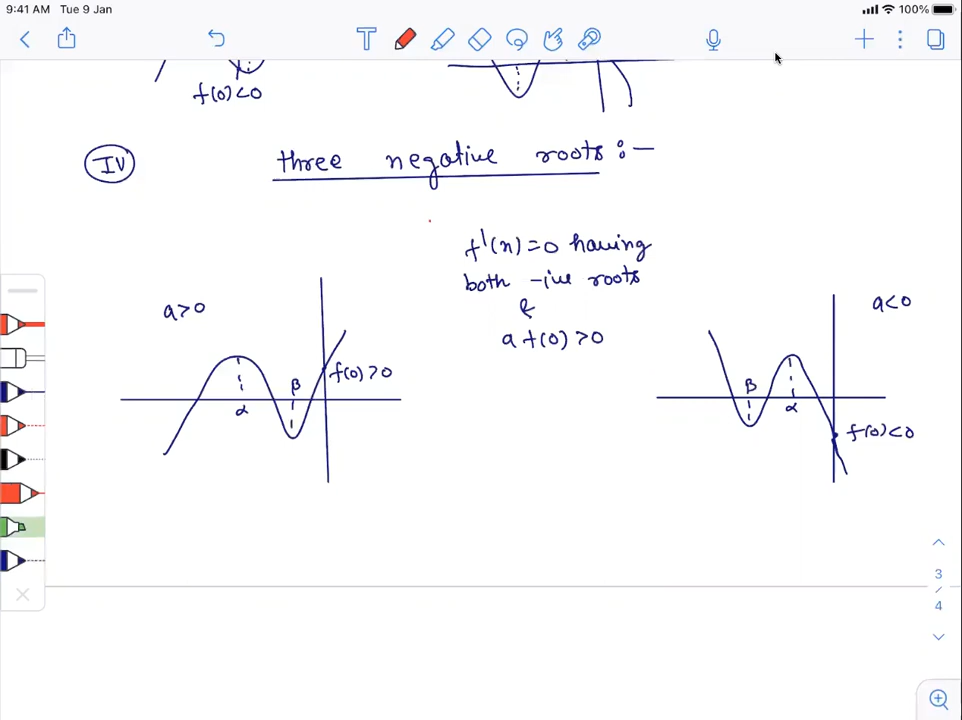 9:41 AM Tue 9 Jan
100%
T
f(0)<0
IV
three negative roots :-
f'(x)=0 having
both -ive roots
&
a f(0) >0
a>0
f(0)>0
β
α
a<0
β
α
f(0)<0
3
/
4